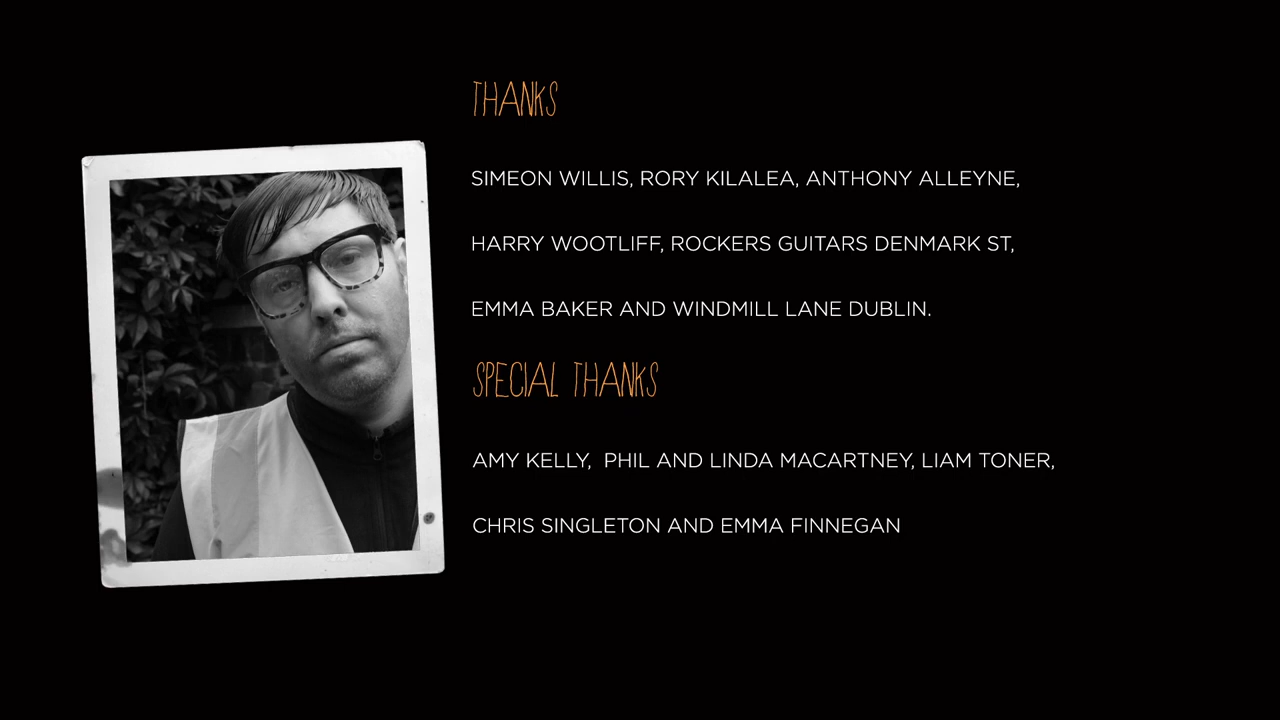 THANKS
SIMEON WILLIS, RORY KILALEA, ANTHONY ALLEYNE,
HARRY WOOTLIFF, ROCKERS GUITARS DENMARK ST,
EMMA BAKER AND WINDMILL LANE DUBLIN.
SPECIAL THANKS
AMY KELLY,  PHIL AND LINDA MACARTNEY, LIAM TONER,
CHRIS SINGLETON AND EMMA FINNEGAN